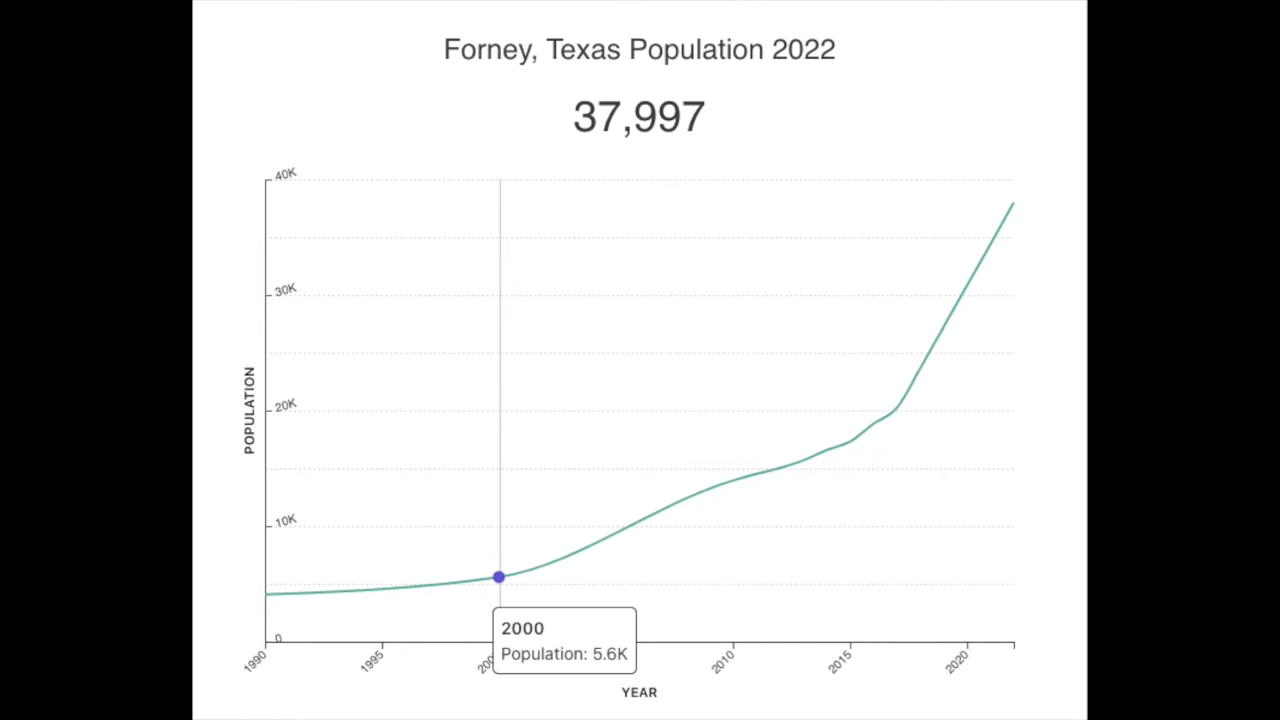 Forney, Texas Population 2022
37,997
40K
30K
20K
10K
0
POPULATION
1990
1995
2000
Population: 5.6K
2010
2015
2020
YEAR